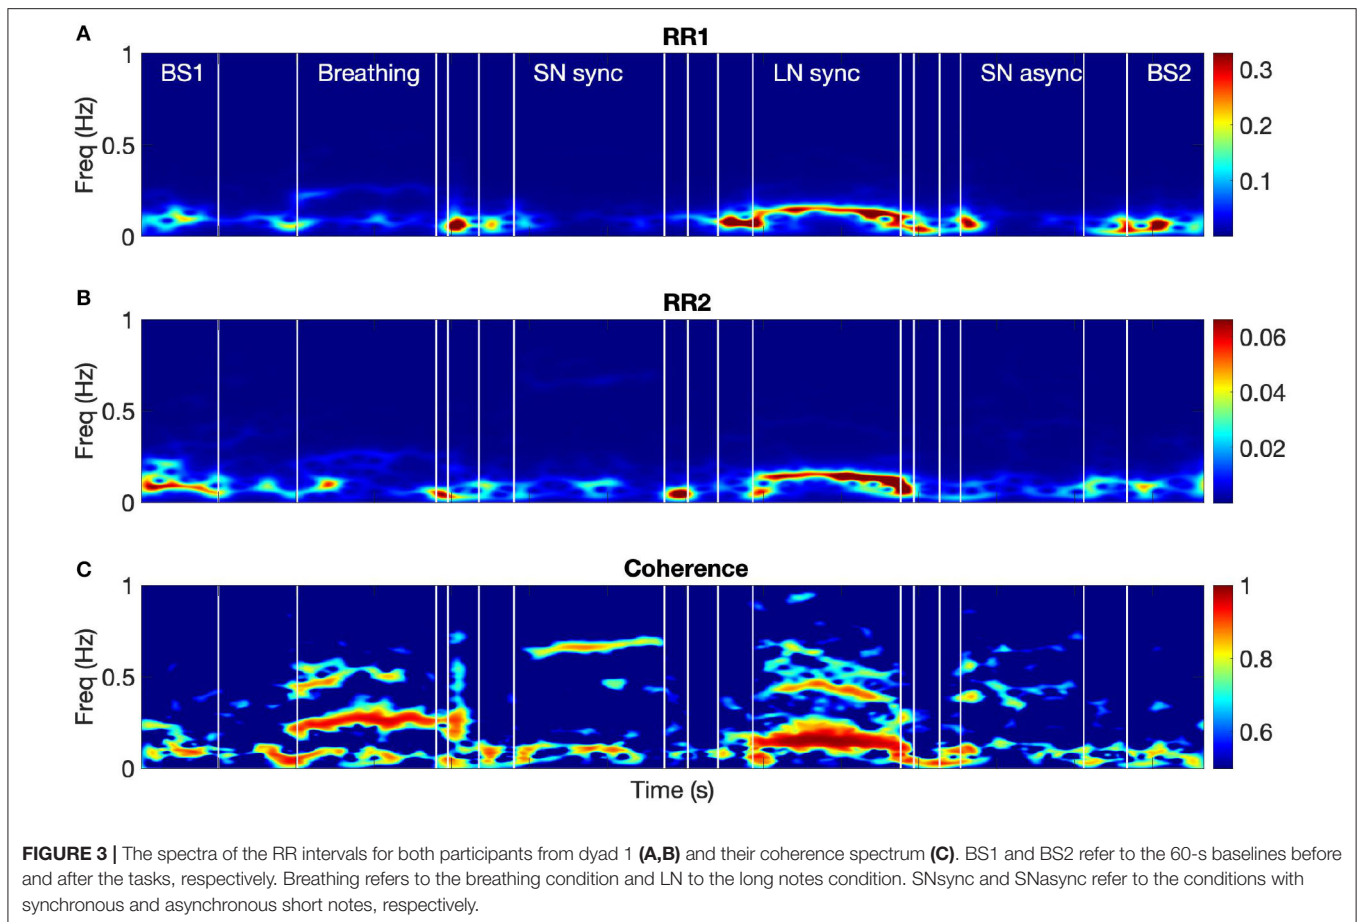 A
RR1
1
0.5
0
Freq (Hz)
BS1 Breathing SN sync LN sync SN async BS2
0.3
0.2
0.1
B
RR2
1
0.5
0
Freq (Hz)
0.06
0.04
0.02
C
Coherence
1
0.5
0
Freq (Hz)
1
0.8
0.6
Time (s)
FIGURE 3 | The spectra of the RR intervals for both participants from dyad 1 (A,B) and their coherence spectrum (C). BS1 and BS2 refer to the 60-s baselines before
and after the tasks, respectively. Breathing refers to the breathing condition and LN to the long notes condition. SNsync and SNasync refer to the conditions with
synchronous and asynchronous short notes, respectively.